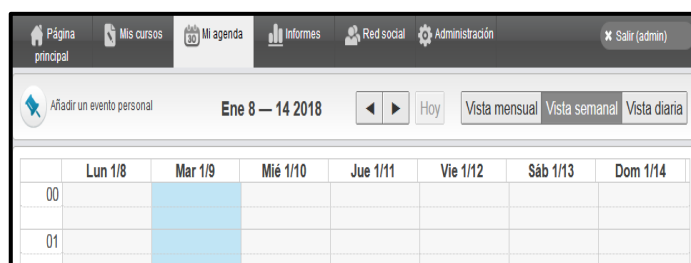 Página principal
Mis cursos
30
Mi agenda
Informes
Red social
Administración
✖ Salir (admin)
Añadir un evento personal
Ene 8 — 14 2018
◀ ▶
Hoy
Vista mensual
Vista semanal
Vista diaria
Lun 1/8 Mar 1/9 Mié 1/10 Jue 1/11 Vie 1/12 Sáb 1/13 Dom 1/14
00
01